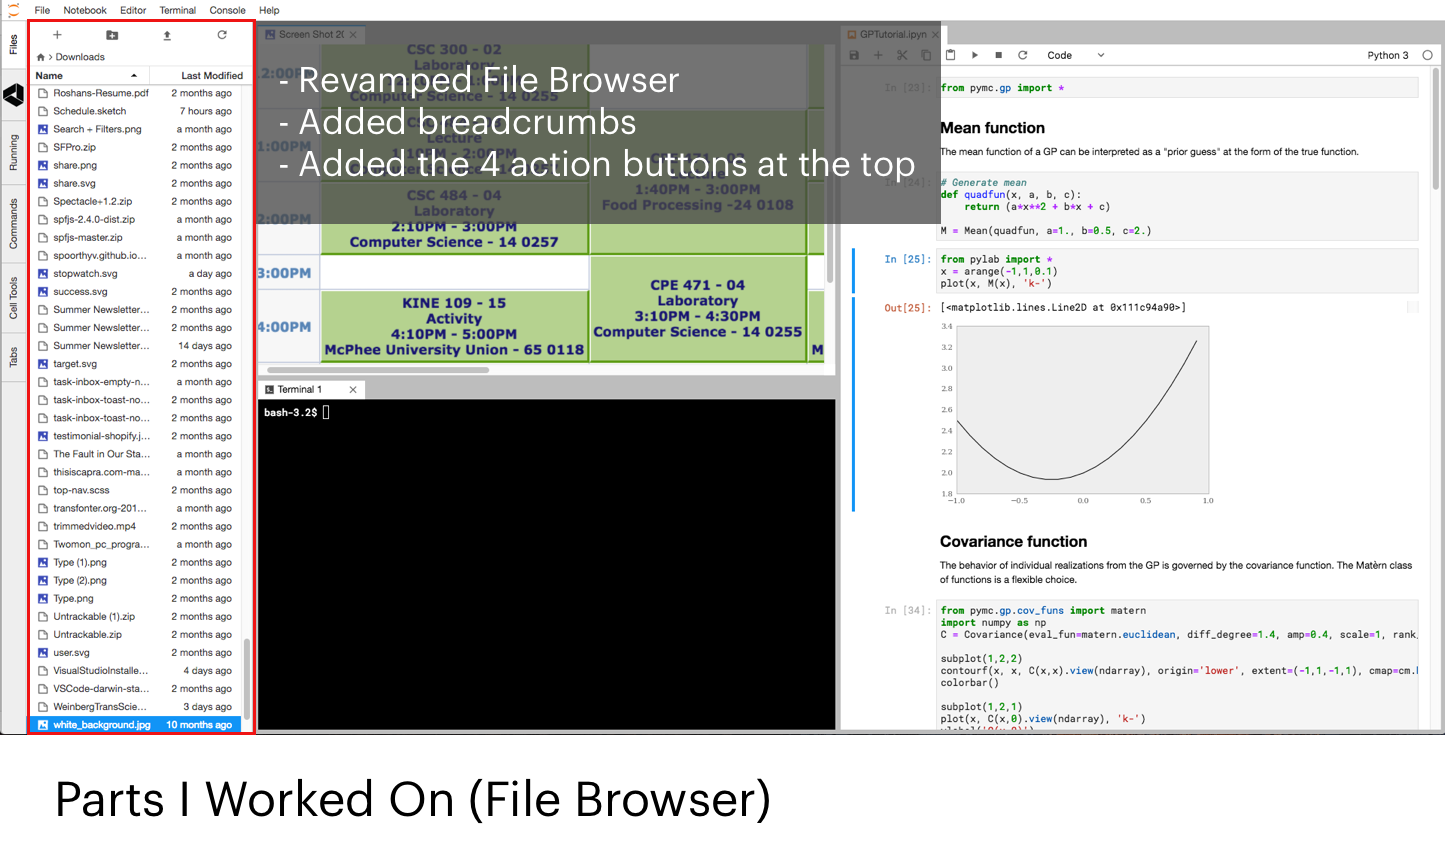 File Notebook Editor Terminal Console Help
Files
Running
Commands
Cell Tools
Tabs
Downloads
Name Last Modified
Roshans-Resume.pdf 2 months ago
Schedule.sketch 7 hours ago
Search + Filters.png a month ago
SFPro.zip 2 months ago
share.png 2 months ago
share.svg 2 months ago
Spectacle+1.2.zip 2 months ago
spfjs-2.4.0-dist.zip a month ago
spfjs-master.zip a month ago
spoorthyv.github.io... a month ago
stopwatch.svg a day ago
success.svg 2 months ago
Summer Newsletter... 2 months ago
Summer Newsletter... 2 months ago
Summer Newsletter... 14 days ago
target.svg 2 months ago
task-inbox-empty-n... a month ago
task-inbox-toast-no... a month ago
task-inbox-toast-no... 2 months ago
testimonial-shopify.j... 2 months ago
The Fault in Our Sta... a month ago
thisiscapra.com-ma... a month ago
top-nav.scss 2 months ago
transfonter.org-201... a month ago
trimmedvideo.mp4 2 months ago
Twomon_pc_progra... a month ago
Type (1).png 2 months ago
Type (2).png 2 months ago
Type.png 2 months ago
Untrackable (1).zip 2 months ago
Untrackable.zip 2 months ago
user.svg 2 months ago
VisualStudioInstalle... 4 days ago
VSCode-darwin-sta... 2 months ago
WeinbergTransScie... 3 days ago
white_background.jpg 10 months ago
Screen Shot 20
- Revamped File Browser
- Added breadcrumbs
- Added the 4 action buttons at the top
CSC 300 - 02
Laboratory
Computer Science - 14 0255
1:00PM
Lecture
1:10PM - 2:00PM
CSC 484 - 04
Laboratory
2:10PM - 3:00PM
Computer Science - 14 0257
1:40PM - 3:00PM
Food Processing -24 0108
2:00PM
3:00PM
4:00PM
KINE 109 - 15
Activity
4:10PM - 5:00PM
McPhee University Union - 65 0118
CPE 471 - 04
Laboratory
3:10PM - 4:30PM
Computer Science - 14 0255
M
Terminal 1
bash-3.2$
GPTutorial.ipyn
Code Python 3
In [23]: from pymc.gp import *
Mean function
The mean function of a GP can be interpreted as a "prior guess" at the form of the true function.
In [24]: # Generate mean
def quadfun(x, a, b, c):
return (a*x**2 + b*x + c)
M = Mean(quadfun, a=1., b=0.5, c=2.)
In [25]: from pylab import *
x = arange(-1,1,0.1)
plot(x, M(x), 'k-')
Out[25]: [<matplotlib.lines.Line2D at 0x111c94a90>]
3.4
3.2
3.0
2.8
2.6
2.4
2.2
2.0
1.8
−1.0 −0.5 0.0 0.5 1.0
Covariance function
The behavior of individual realizations from the GP is governed by the covariance function. The Matèrn class
of functions is a flexible choice.
In [34]: from pymc.gp.cov_funs import matern
import numpy as np
C = Covariance(eval_fun=matern.euclidean, diff_degree=1.4, amp=0.4, scale=1, rank_
subplot(1,2,2)
contourf(x, x, C(x,x).view(ndarray), origin='lower', extent=(-1,1,-1,1), cmap=cm.
colorbar()
subplot(1,2,1)
plot(x, C(x,0).view(ndarray), 'k-')
Parts I Worked On (File Browser)